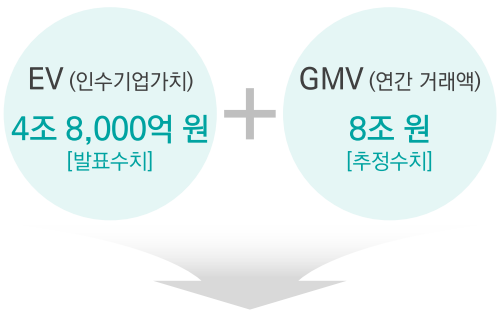 EV (인수기업가치)
4조 8,000억 원
[발표수치]
+
GMV (연간 거래액)
8조 원
[추정수치]